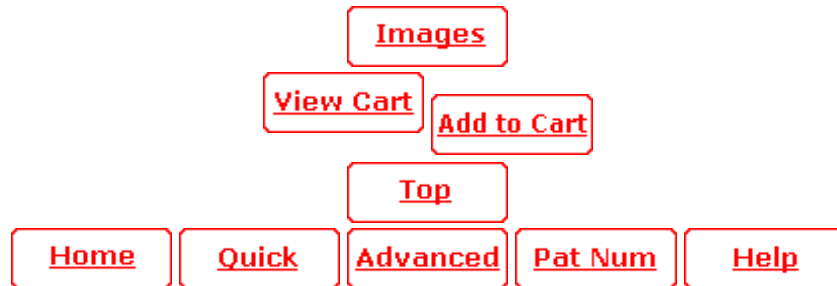 Images
View Cart
Add to Cart
Top
Home Quick Advanced Pat Num Help